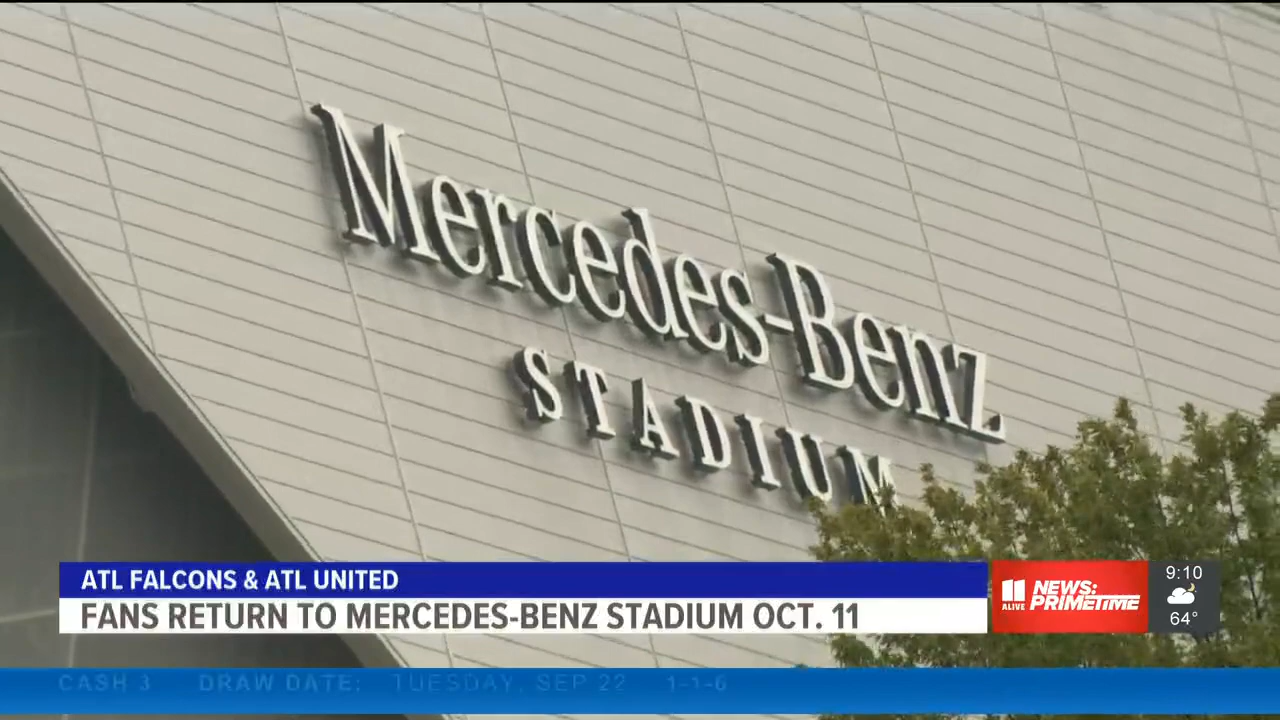 Mercedes-Benz
STADIUM
ATL FALCONS & ATL UNITED
FANS RETURN TO MERCEDES-BENZ STADIUM OCT. 11
11
ALIVE
NEWS:
PRIMETIME
9:10
64°
CASH 3 DRAW DATE: TUESDAY, SEP 22 1-1-6